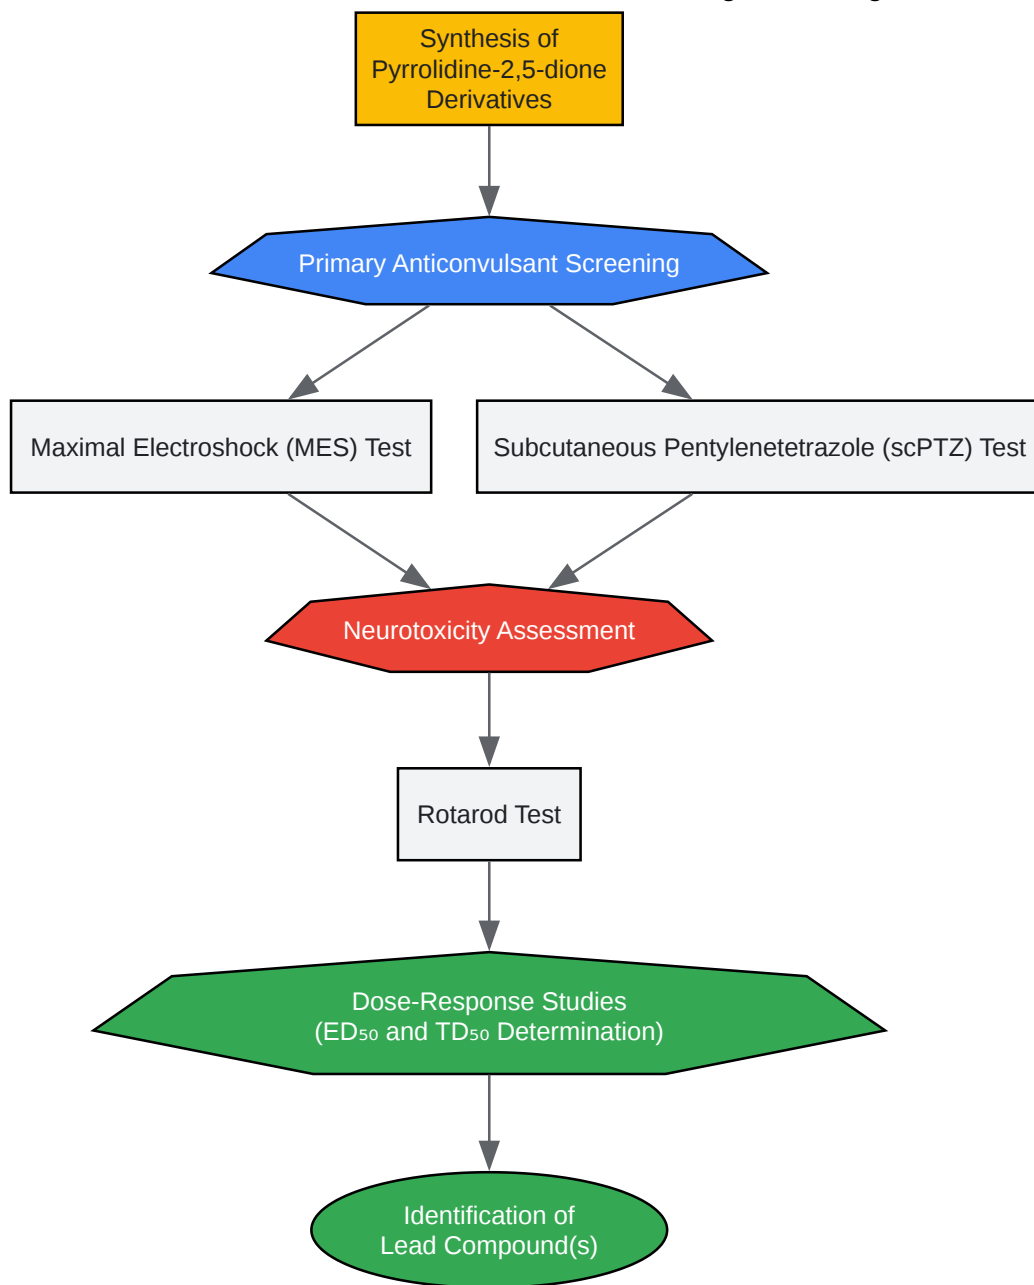 Synthesis of
Pyrrolidine-2,5-dione
Derivatives
Primary Anticonvulsant Screening
Maximal Electroshock (MES) Test
Subcutaneous Pentylenetetrazole (scPTZ) Test
Neurotoxicity Assessment
Rotarod Test
Dose-Response Studies
(ED₅₀ and TD₅₀ Determination)
Identification of
Lead Compound(s)